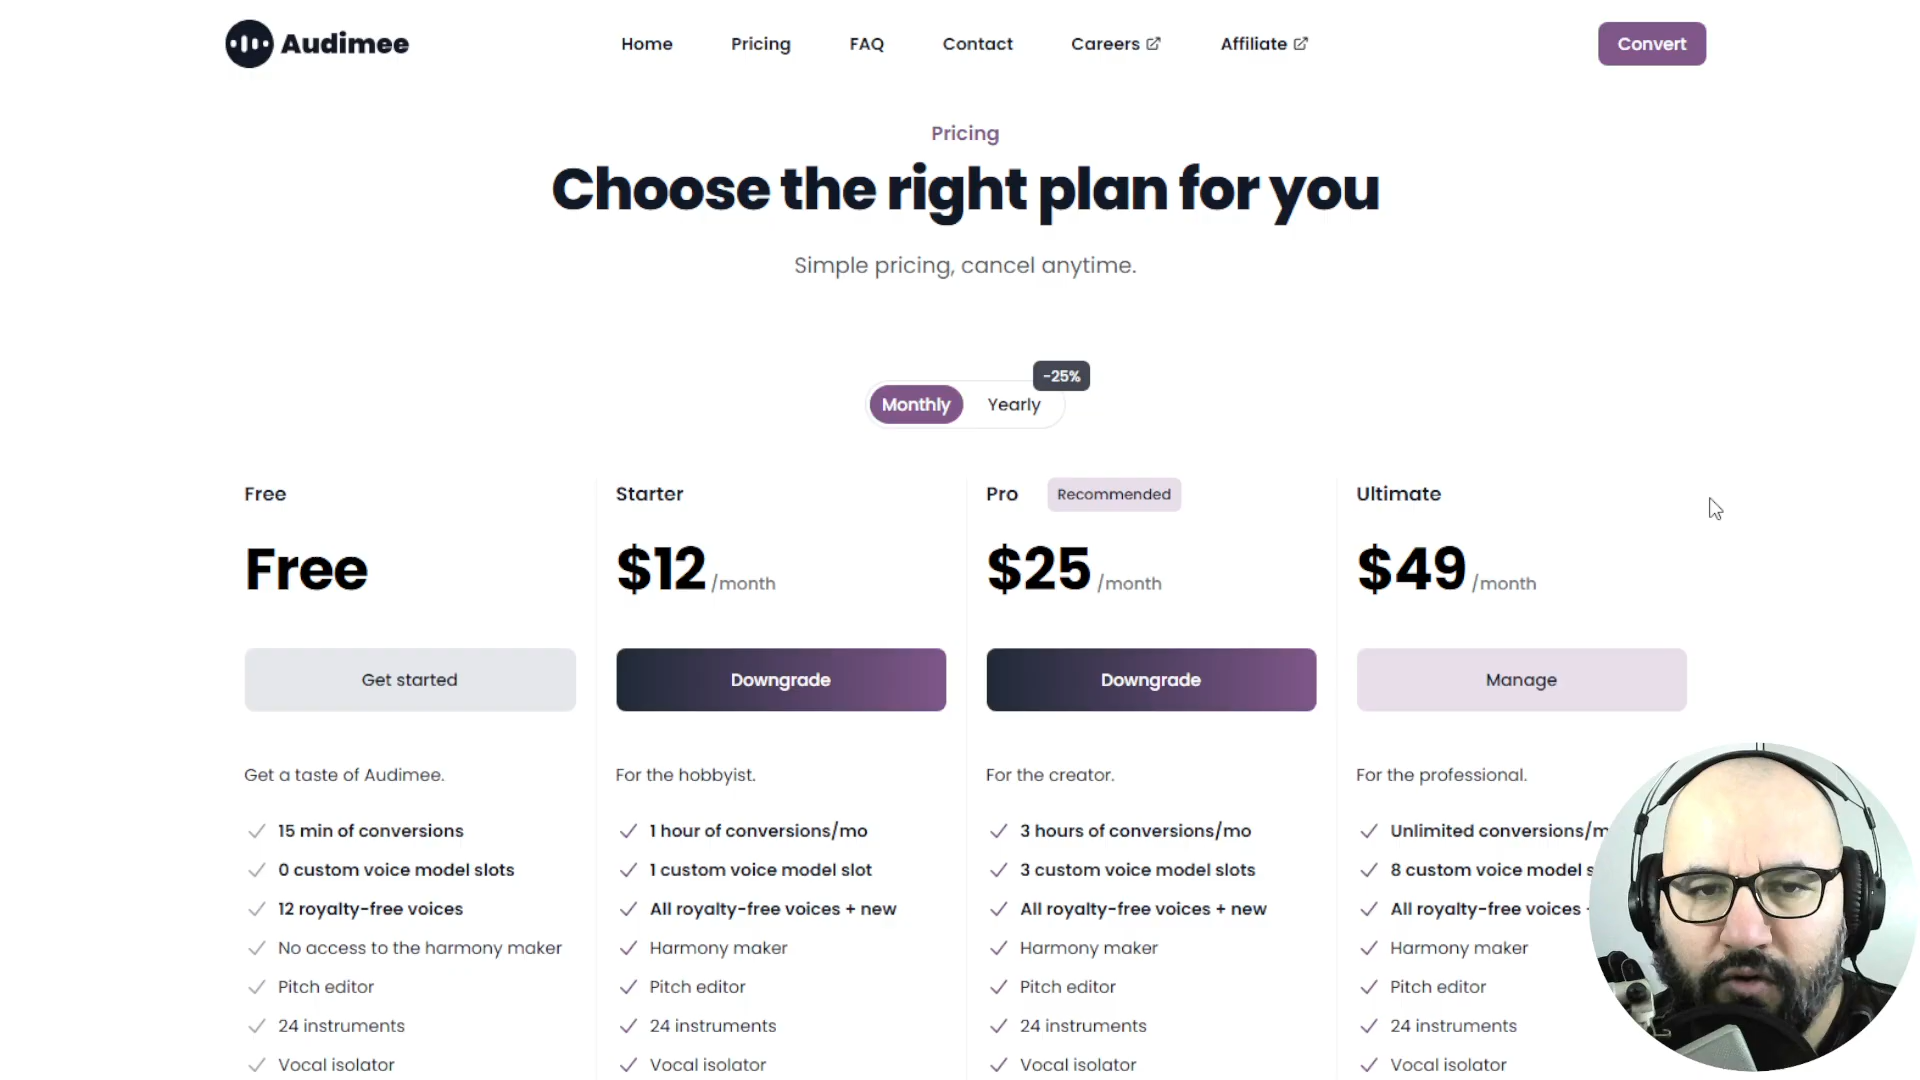 Audimee
Home
Pricing
FAQ
Contact
Careers
Affiliate
Convert
Pricing
Choose the right plan for you
Simple pricing, cancel anytime.
-25%
Monthly
Yearly
Free
Free
Get started
Get a taste of Audimee.
15 min of conversions
0 custom voice model slots
12 royalty-free voices
No access to the harmony maker
Pitch editor
24 instruments
Vocal isolator
Starter
$12 /month
Downgrade
For the hobbyist.
1 hour of conversions/mo
1 custom voice model slot
All royalty-free voices + new
Harmony maker
Pitch editor
24 instruments
Vocal isolator
Pro
Recommended
$25 /month
Downgrade
For the creator.
3 hours of conversions/mo
3 custom voice model slots
All royalty-free voices + new
Harmony maker
Pitch editor
24 instruments
Vocal isolator
Ultimate
$49 /month
Manage
For the professional.
Unlimited conversions/m
8 custom voice model s
All royalty-free voices
Harmony maker
Pitch editor
24 instruments
Vocal isolator